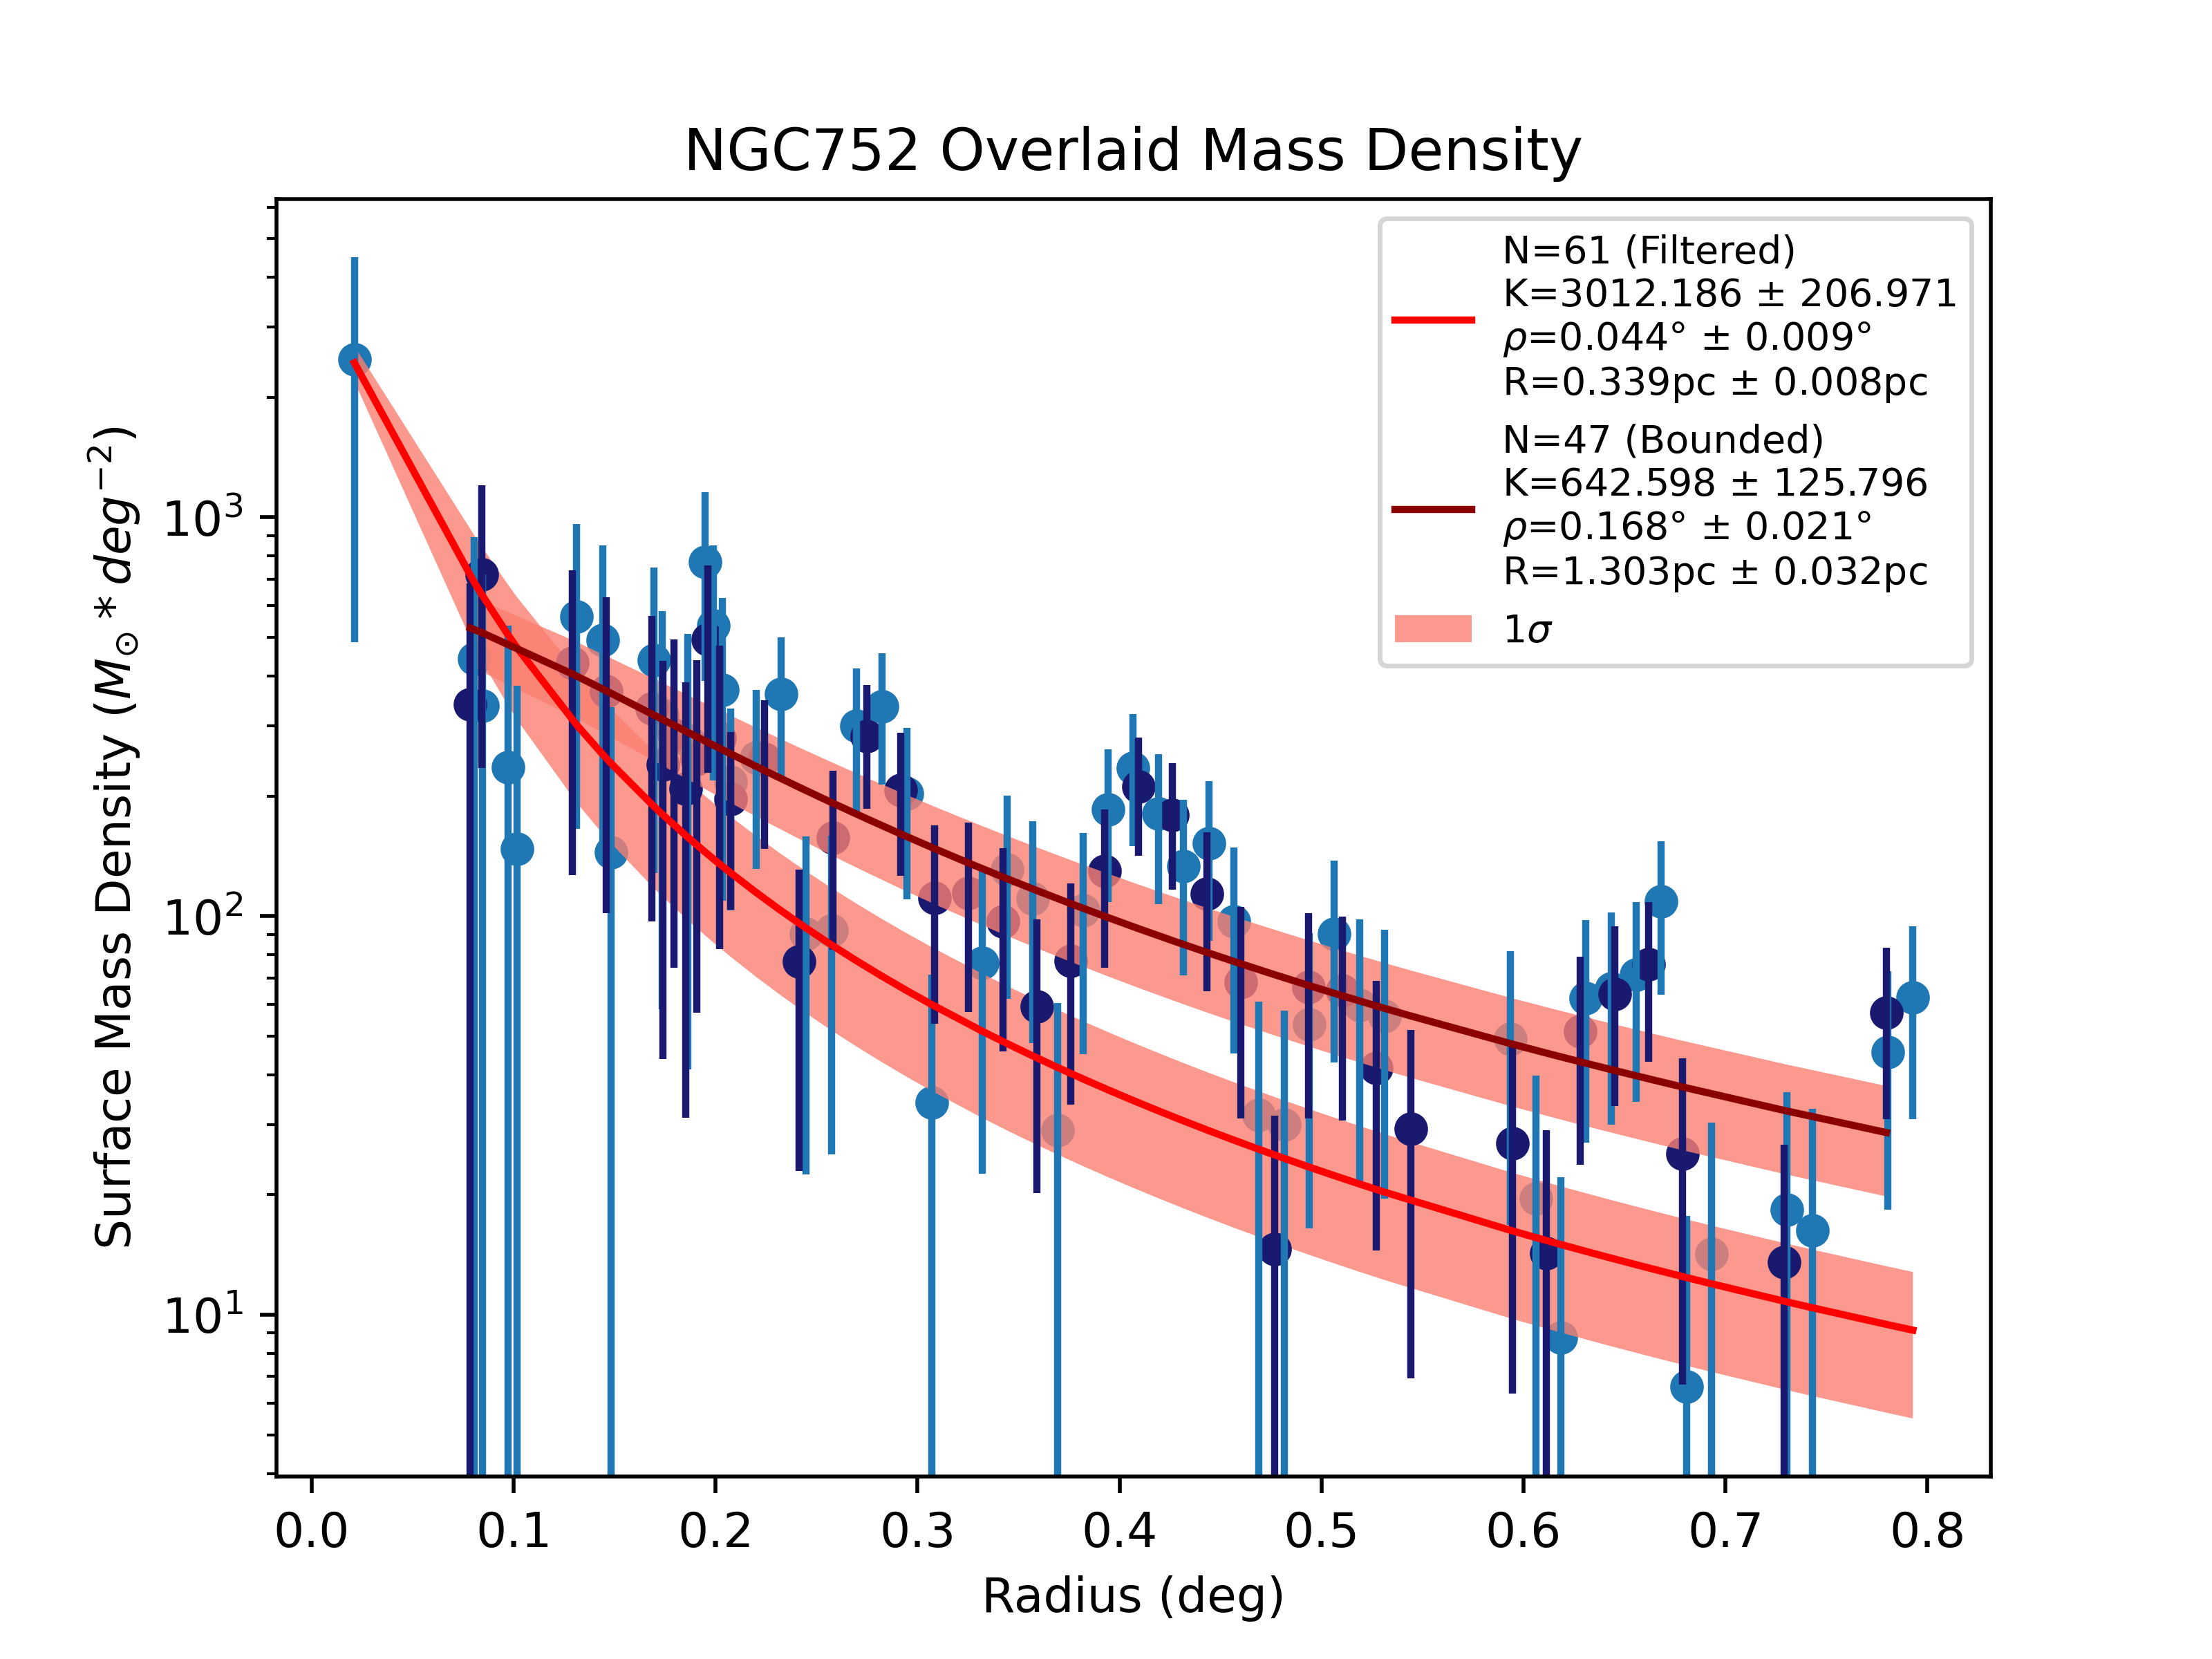 NGC752 Overlaid Mass Density
N=61 (Filtered)
K=3012.186 ± 206.971
ρ=0.044° ± 0.009°
R=0.339pc ± 0.008pc
N=47 (Bounded)
K=642.598 ± 125.796
ρ=0.168° ± 0.021°
R=1.303pc ± 0.032pc
1σ
Surface Mass Density (M⊙ * deg⁻²)
10³
10²
10¹
0.0 0.1 0.2 0.3 0.4 0.5 0.6 0.7 0.8
Radius (deg)